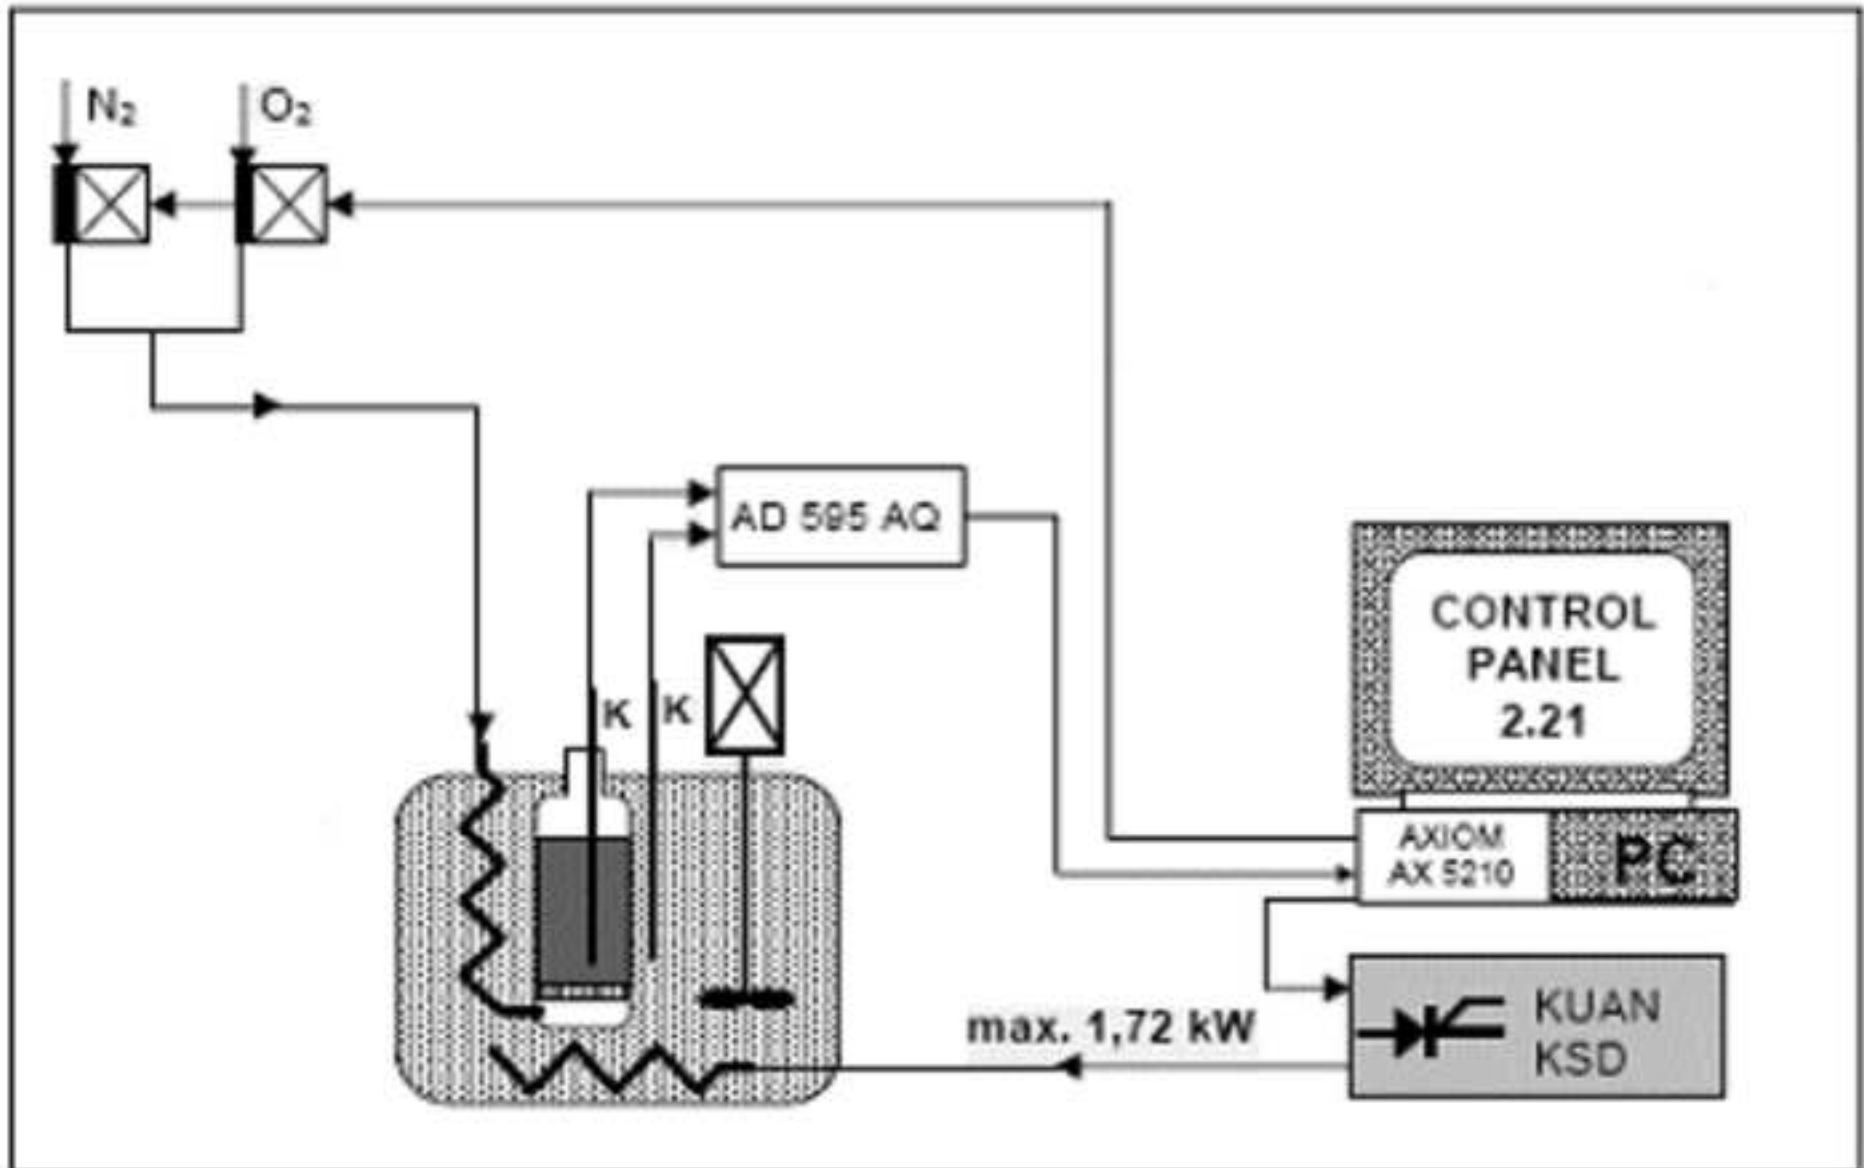 N₂
O₂
AD 595 AQ
K
K
CONTROL
PANEL
2.21
AXIOM
AX 5210
PC
max. 1,72 kW
KUAN
KSD